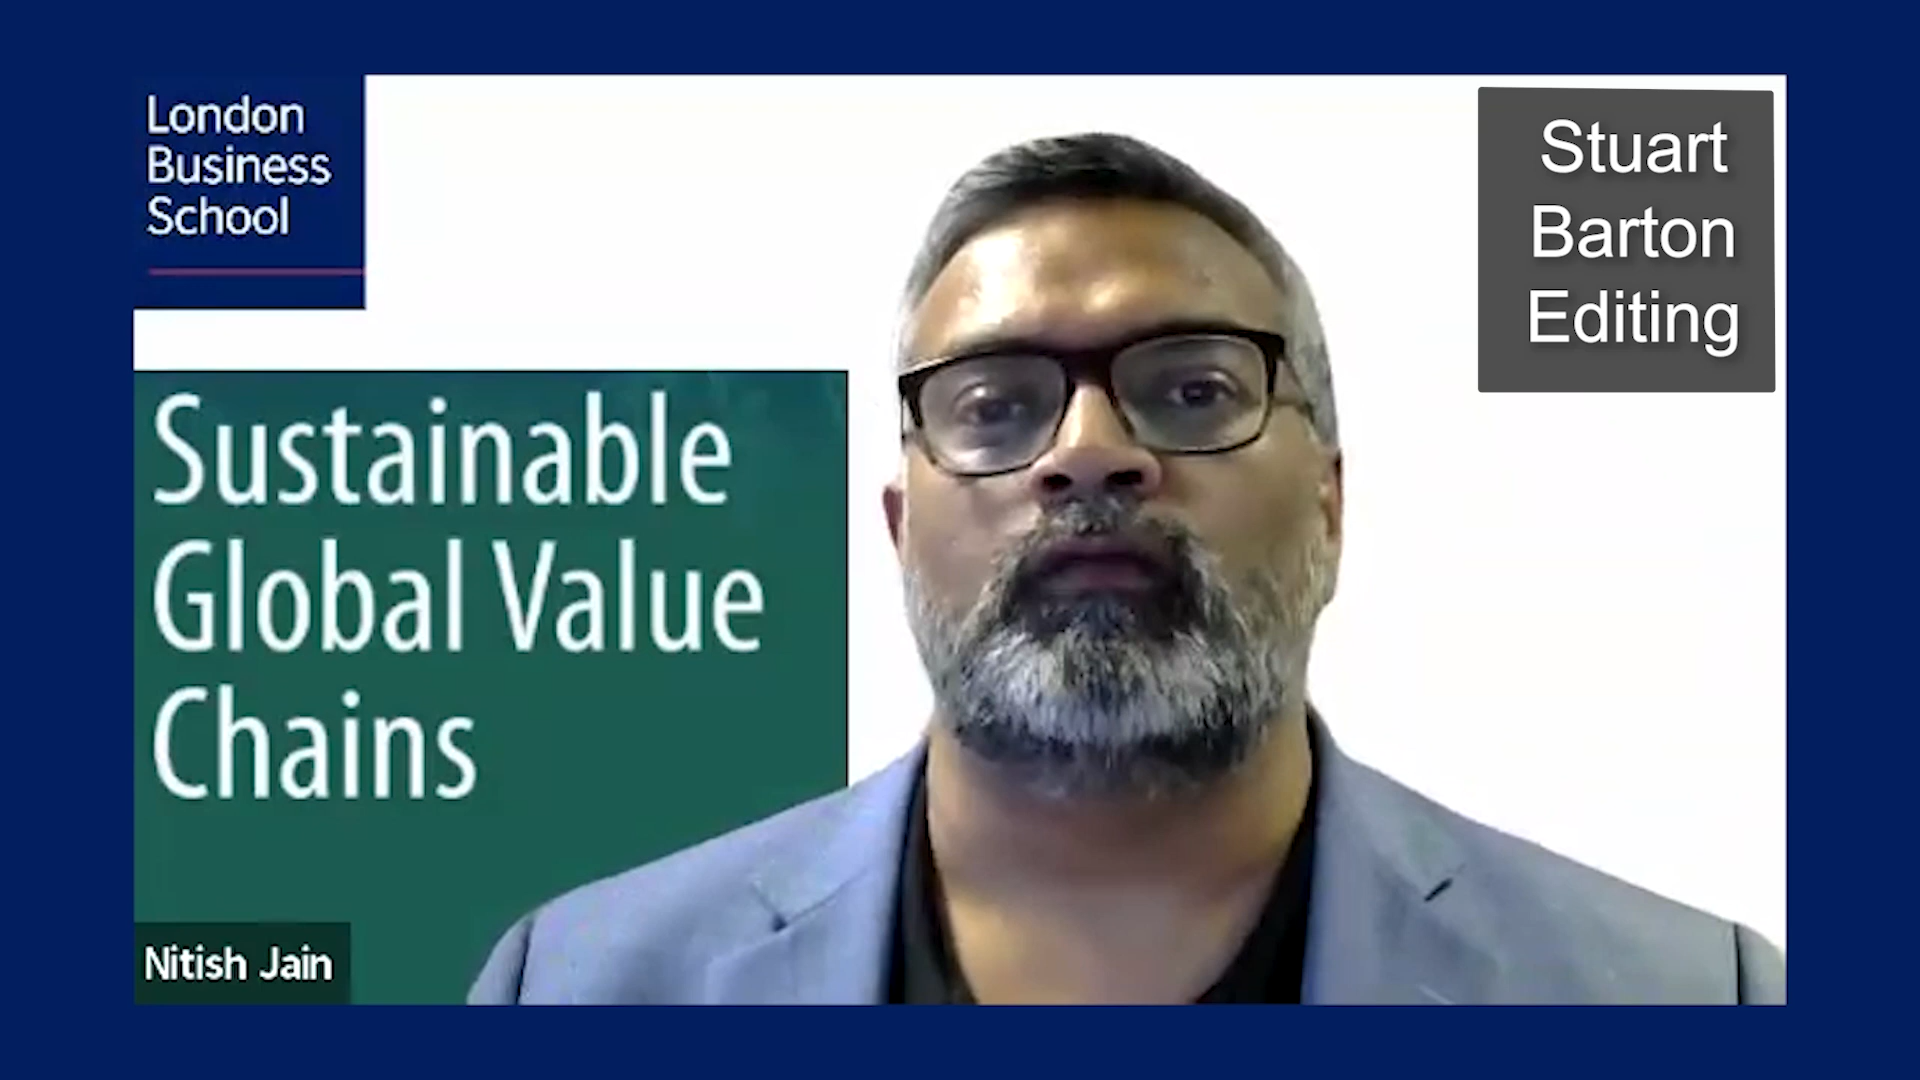 London
Business
School
Stuart
Barton
Editing
Sustainable
Global Value
Chains
Nitish Jain